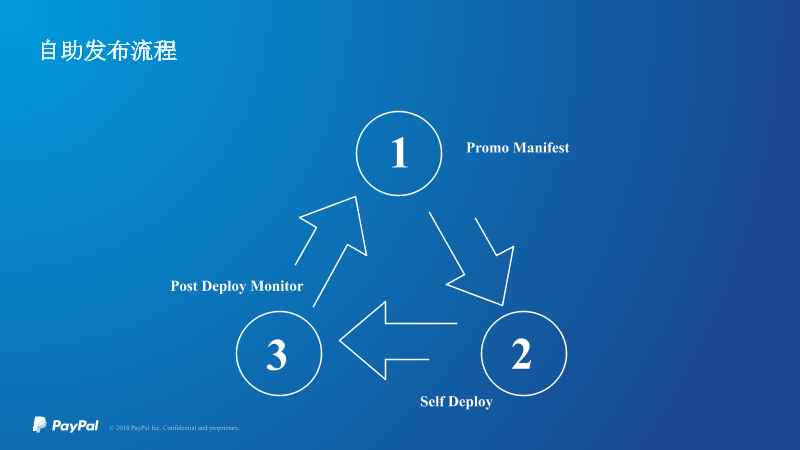 自助发布流程
1
Promo Manifest
Post Deploy Monitor
3
2
Self Deploy
PayPal
© 2018 PayPal Inc. Confidential and proprietary.